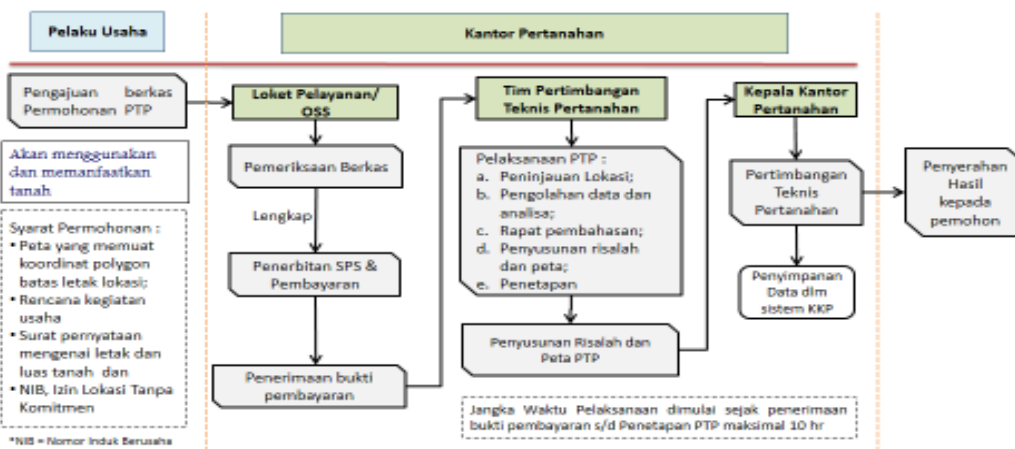 Pelaku Usaha
Kantor Pertanahan
Pengajuan berkas
Permohonan PTP
Akan menggunakan
dan memanfaatkan
tanah
Syarat Permohonan :
• Peta yang memuat
koordinat polygon
batas letak lokasi;
• Rencana kegiatan
usaha
• Surat pernyataan
mengenai letak dan
luas tanah dan
• NIB, Izin Lokasi Tanpa
Komitmen
*NIB = Nomor Induk Berusaha
Loket Pelayanan/
OSS
Pemeriksaan Berkas
Lengkap
Penerbitan SPS &
Pembayaran
Penerimaan bukti
pembayaran
Tim Pertimbangan
Teknis Pertanahan
Pelaksanaan PTP :
a. Peninjauan Lokasi;
b. Pengolahan data dan
analisa;
c. Rapat pembahasan;
d. Penyusunan risalah
dan peta;
e. Penetapan
Penyusunan Risalah dan
Peta PTP
Jangka Waktu Pelaksanaan dimulai sejak penerimaan
bukti pembayaran s/d Penetapan PTP maksimal 10 hr
Kepala Kantor
Pertanahan
Pertimbangan
Teknis
Pertanahan
Penyimpanan
Data dlm
sistem KKP
Penyerahan
Hasil
kepada
pemohon